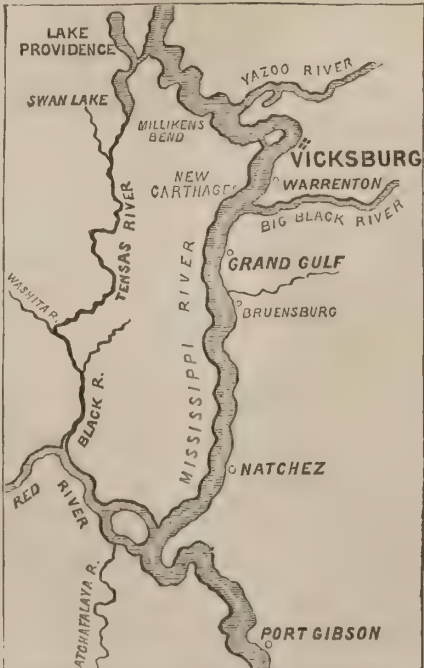 LAKE
PROVIDENCE
YAZOO RIVER
SWAN LAKE
MILLIKENS
BEND
VICKSBURG
NEW
CARTHAGE
WARRENTON
BIG BLACK RIVER
TENSAS RIVER
GRAND GULF
WASHITA R.
BRUENSBURG
MISSISSIPPI RIVER
BLACK R.
NATCHEZ
RED
RIVER
ATCHAFALAYA R.
PORT GIBSON